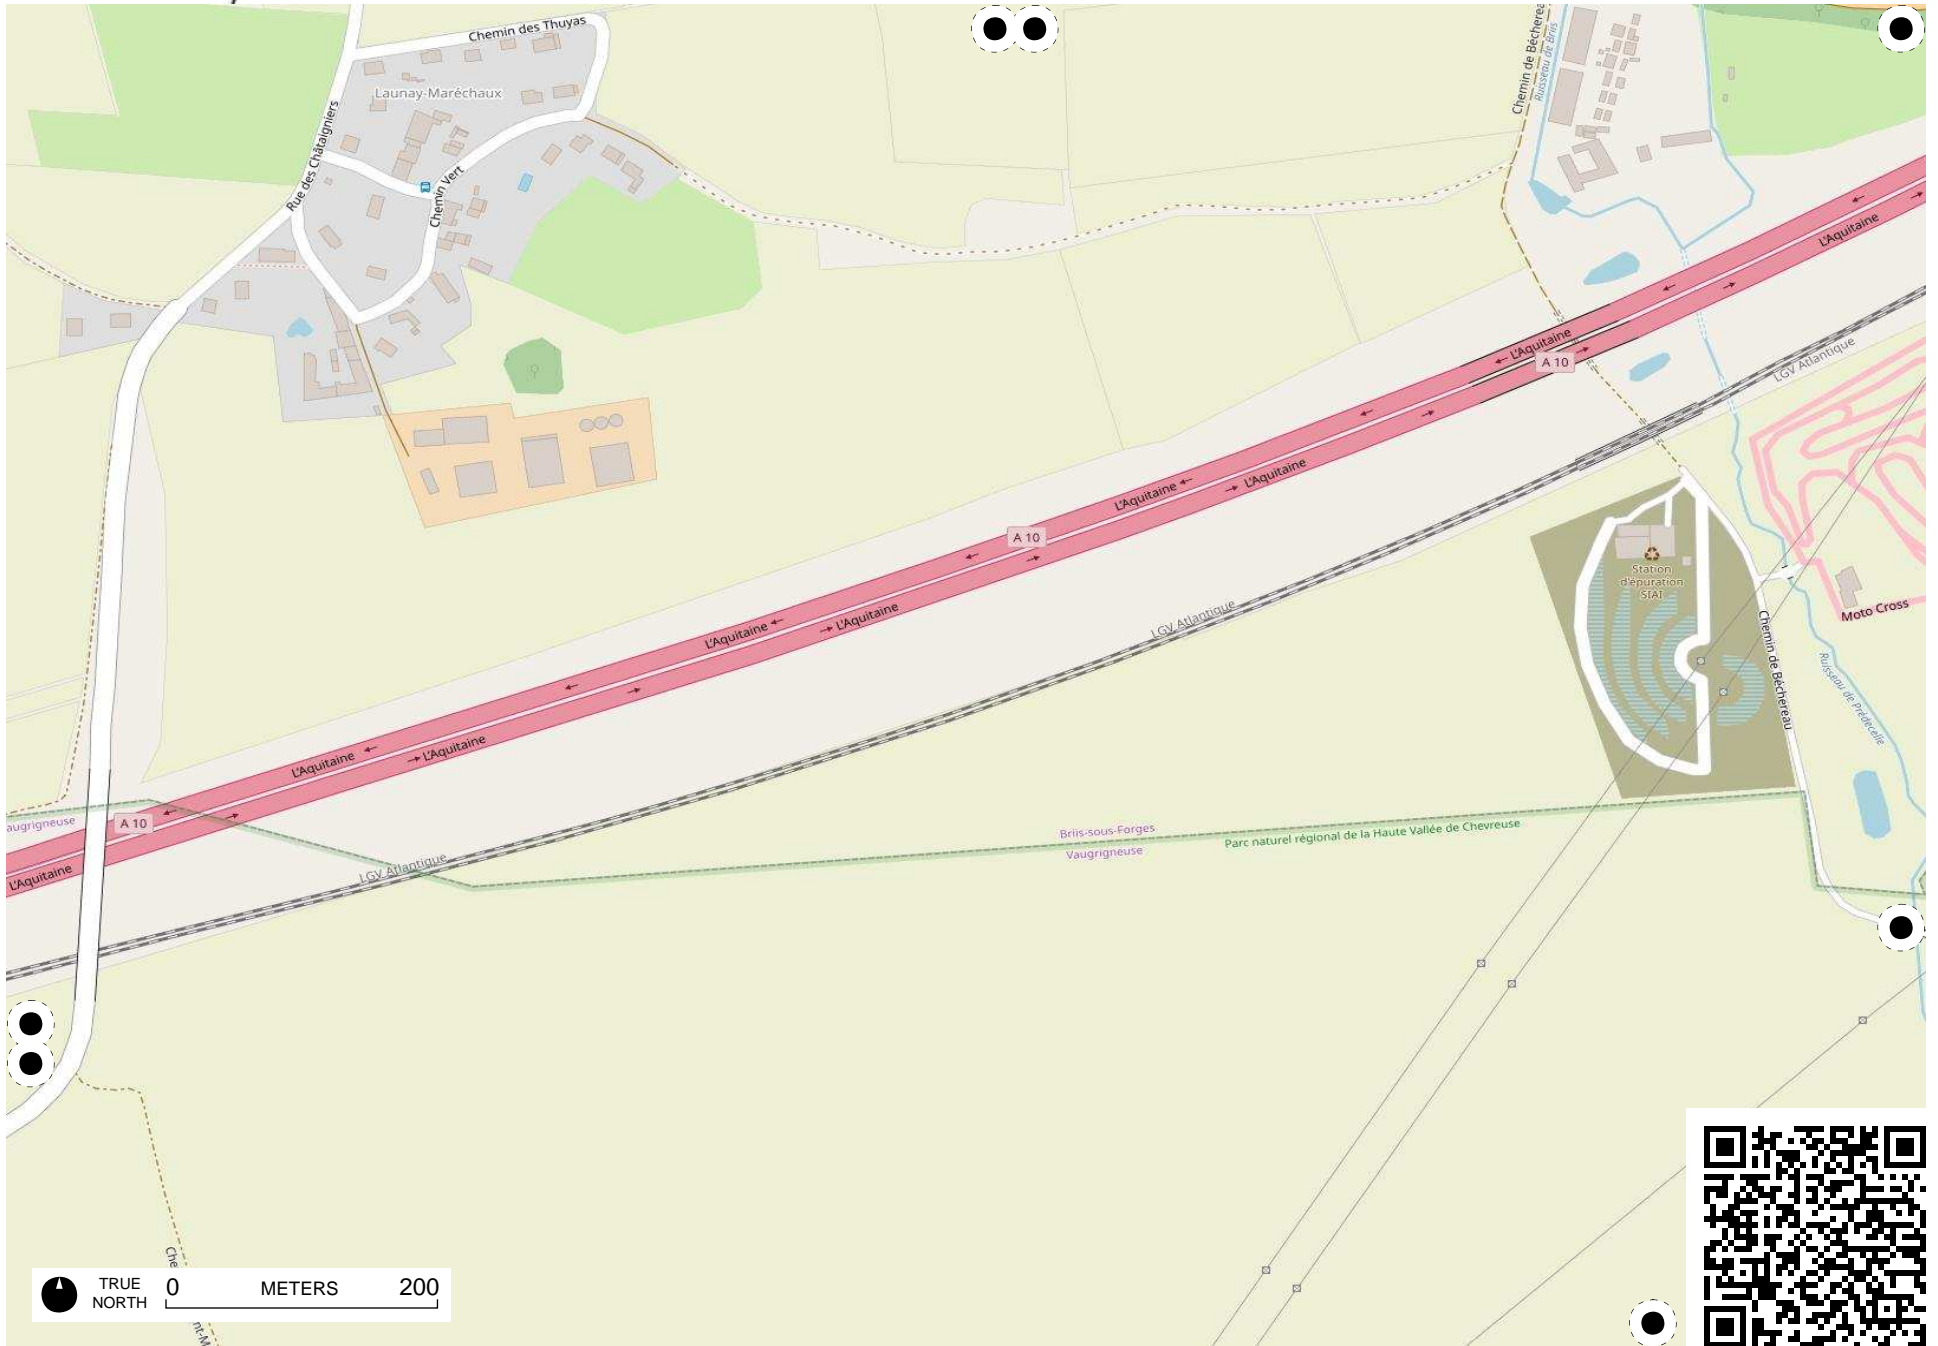 Chemin des Thuyas
Launay-Maréchaux
Rue des Châtaigniers
Chemin Vert
Chemin de Béchereau
Ruisseau de Briis
L'Aquitaine
L'Aquitaine
A 10
LGV Atlantique
L'Aquitaine
L'Aquitaine
A 10
Station
d'épuration
SIAI
Moto Cross
LGV Atlantique
L'Aquitaine
L'Aquitaine
Chemin de Béchereau
Ruisseau de Prédecelle
L'Aquitaine
L'Aquitaine
augrigneuse
A 10
L'Aquitaine
LGV Atlantique
Briis-sous-Forges
Vaugrigneuse
Parc naturel régional de la Haute Vallée de Chevreuse
Che
nt-M
TRUE
NORTH
0 METERS 200